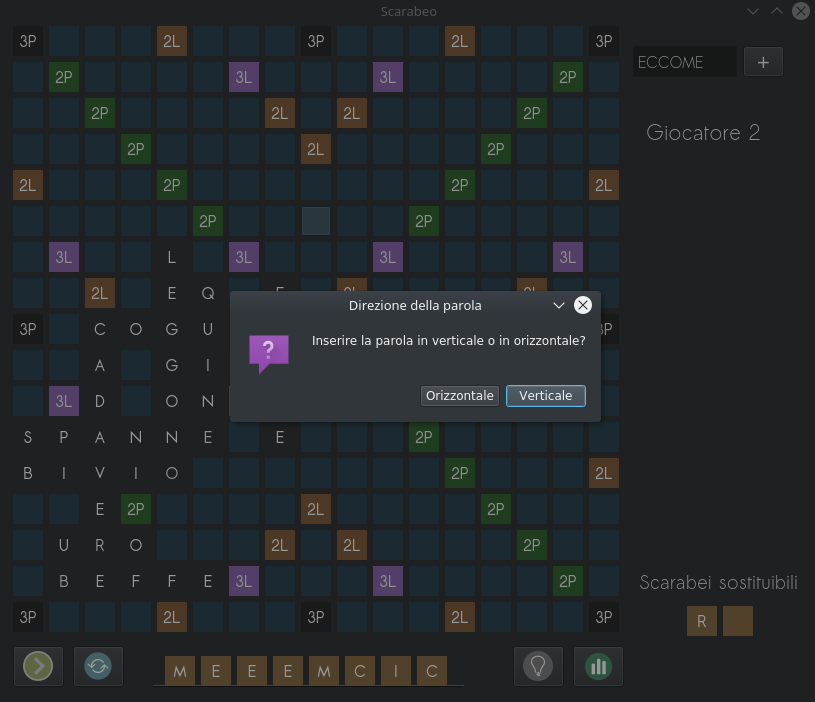 Scarabeo
3P 2L 3P 2L 3P
ECCOME +
2P 3L 3L 2P
2P 2L 2L 2P
Giocatore 2
2P 2L 2P
2L 2P 2P 2L
2P 2P
3L L 3L 3L 3L
2L E Q
Direzione della parola
3P C O G U
?
Inserire la parola in verticale o in orizzontale?
A G I
Orizzontale Verticale
3L D O N
S P A N N E E 2P
B I V I O 2P 2L
E 2P 2L 2P
U R O 2L 2L 2P
B E F F E 3L 3L 2P
Scarabei sostituibili
3P 2L 3P 2L 3P
R
M E E E M C I C